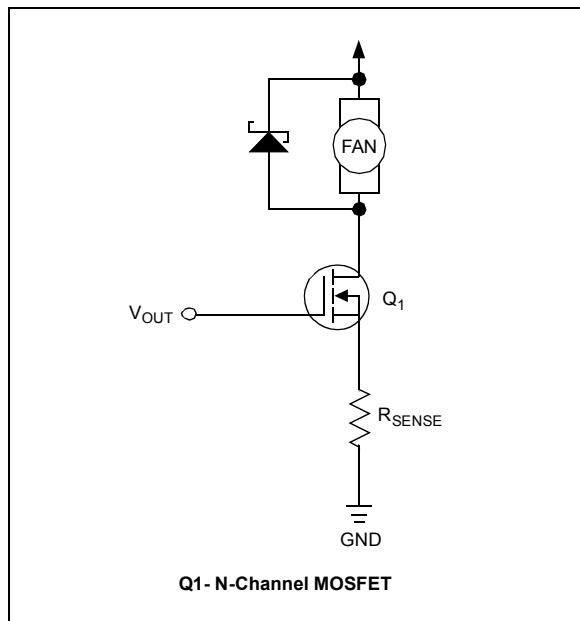 FAN
Q1
VOUT
RSENSE
GND
Q1- N-Channel MOSFET